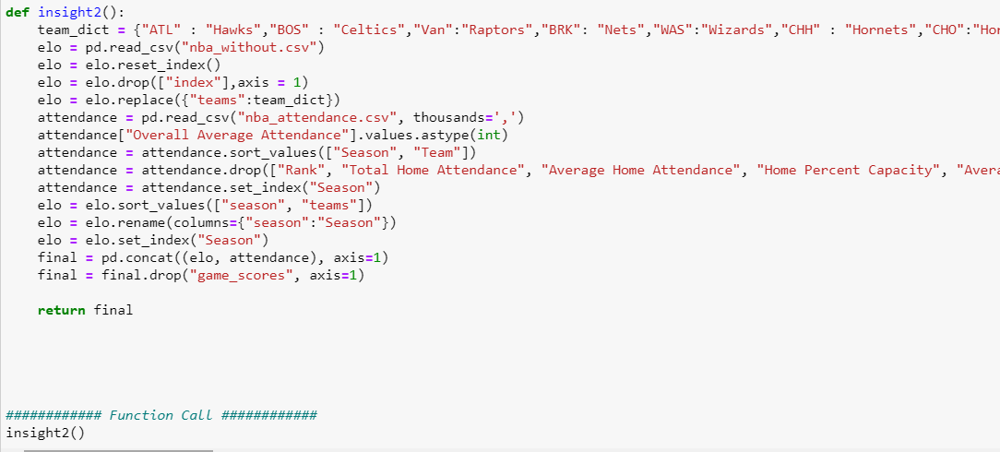 def insight2():
    team_dict = {"ATL" : "Hawks","BOS" : "Celtics","Van":"Raptors","BRK": "Nets","WAS":"Wizards","CHH" : "Hornets","CHO":"Hor
    elo = pd.read_csv("nba_without.csv")
    elo = elo.reset_index()
    elo = elo.drop(["index"],axis = 1)
    elo = elo.replace({"teams":team_dict})
    attendance = pd.read_csv("nba_attendance.csv", thousands=',')
    attendance["Overall Average Attendance"].values.astype(int)
    attendance = attendance.sort_values(["Season", "Team"])
    attendance = attendance.drop(["Rank", "Total Home Attendance", "Average Home Attendance", "Home Percent Capacity", "Avera
    attendance = attendance.set_index("Season")
    elo = elo.sort_values(["season", "teams"])
    elo = elo.rename(columns={"season":"Season"})
    elo = elo.set_index("Season")
    final = pd.concat((elo, attendance), axis=1)
    final = final.drop("game_scores", axis=1)
    return final
############ Function Call ############
insight2()